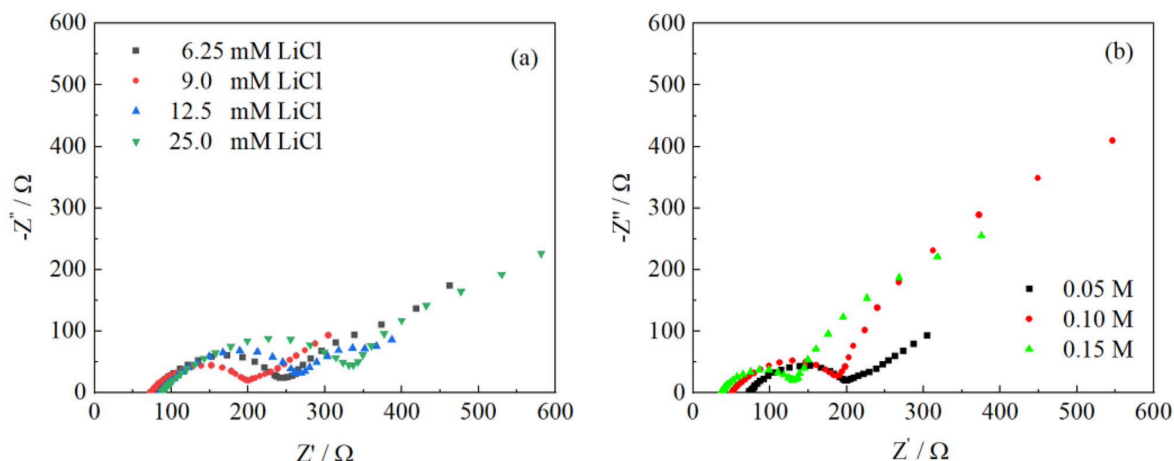 (a)
6.25 mM LiCl
9.0 mM LiCl
12.5 mM LiCl
25.0 mM LiCl
-Z" / Ω
600
500
400
300
200
100
0
0 100 200 300 400 500 600
Z' / Ω
(b)
0.05 M
0.10 M
0.15 M
-Z" / Ω
600
500
400
300
200
100
0
0 100 200 300 400 500 600
Z' / Ω